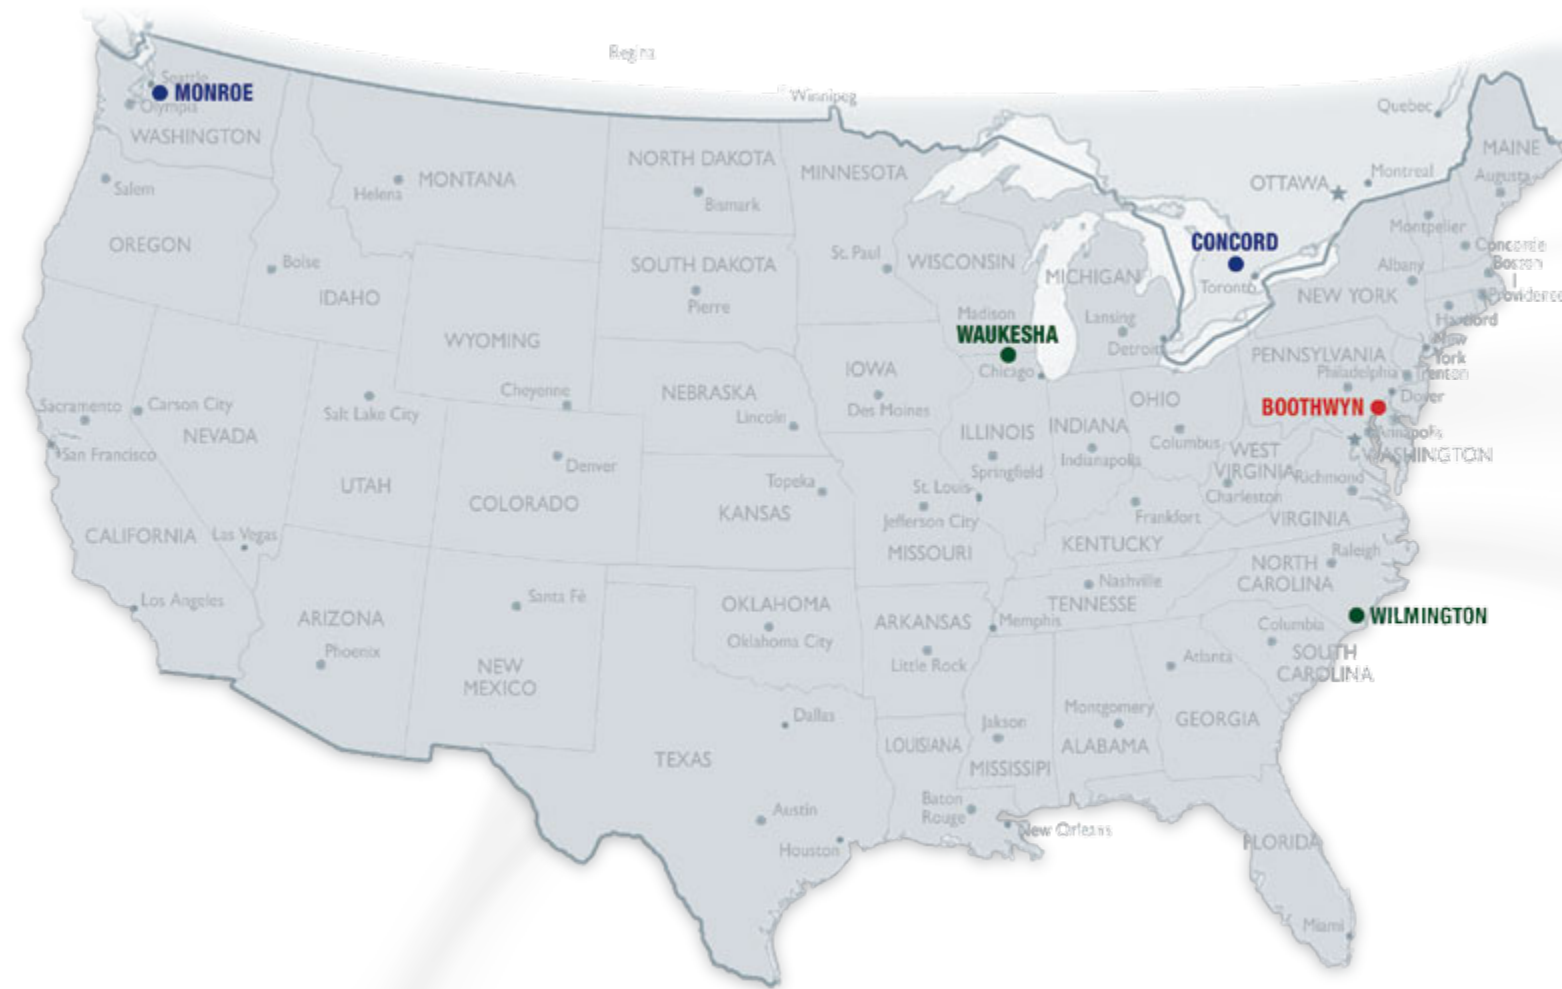 Regina
Winnipeg
Quebec
Seattle
MONROE
Olympia
WASHINGTON
Salem
OREGON
Helena
MONTANA
Boise
IDAHO
NORTH DAKOTA
Bismark
SOUTH DAKOTA
Pierre
WYOMING
Cheyenne
NEBRASKA
Lincoln
MINNESOTA
St. Paul
WISCONSIN
Madison
WAUKESHA
Chicago
MICHIGAN
Lansing
Detroit
OTTAWA
Montreal
CONCORD
Toronto
MAINE
Augusta
Montpelier
Concorde
Boston
Albany
Providence
NEW YORK
Hartford
New
York
PENNSYLVANIA
Philadelphia
Trenton
Dover
BOOTHWYN
Annapolis
WASHINGTON
IOWA
Des Moines
ILLINOIS
Springfield
INDIANA
Indianapolis
OHIO
Columbus
WEST
VIRGINIA
Charleston
Richmond
VIRGINIA
Sacramento
Carson City
NEVADA
San Francisco
Salt Lake City
UTAH
Denver
COLORADO
Topeka
KANSAS
St. Louis
Jefferson City
MISSOURI
Frankfort
KENTUCKY
CALIFORNIA
Las Vegas
Los Angeles
ARIZONA
Phoenix
Santa Fè
NEW
MEXICO
OKLAHOMA
Oklahoma City
ARKANSAS
Little Rock
Memphis
Nashville
TENNESSE
Raleigh
NORTH
CAROLINA
WILMINGTON
Columbia
SOUTH
CAROLINA
Atlanta
GEORGIA
Montgomery
ALABAMA
Jakson
MISSISSIPI
LOUISIANA
Baton
Rouge
New Orleans
Dallas
TEXAS
Austin
Houston
FLORIDA
Miami